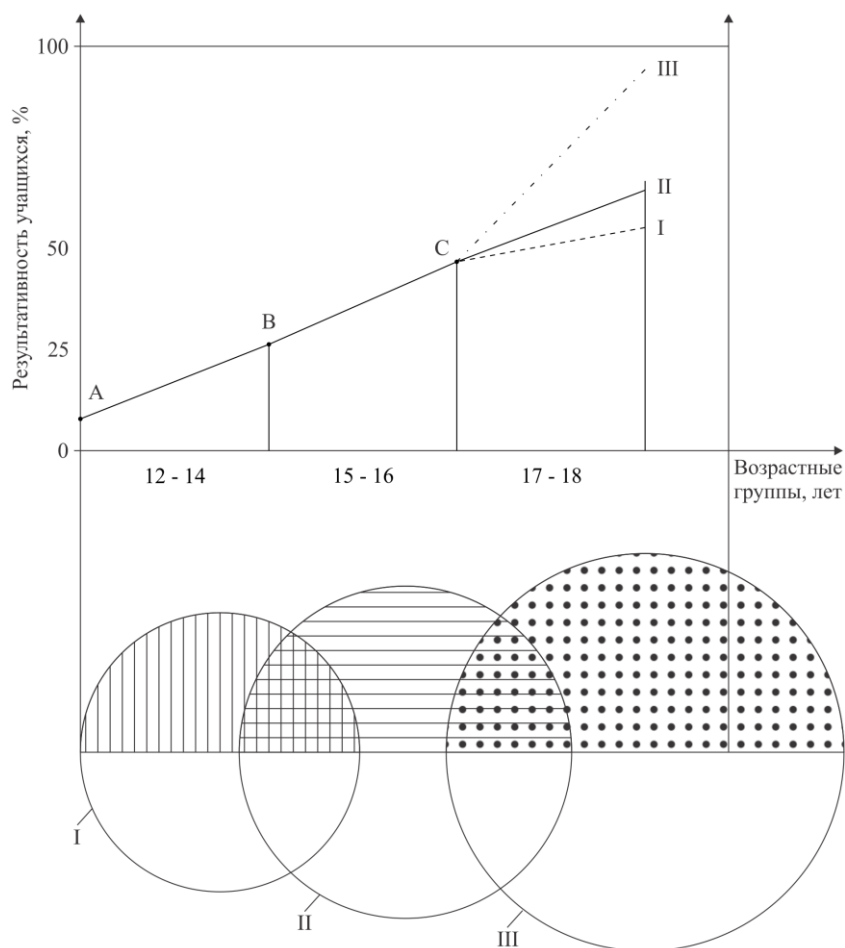 100
III
II
I
50
C
Результативность учащихся, %
B
25
A
0
12 - 14
15 - 16
17 - 18
Возрастные
группы, лет
I
II
III